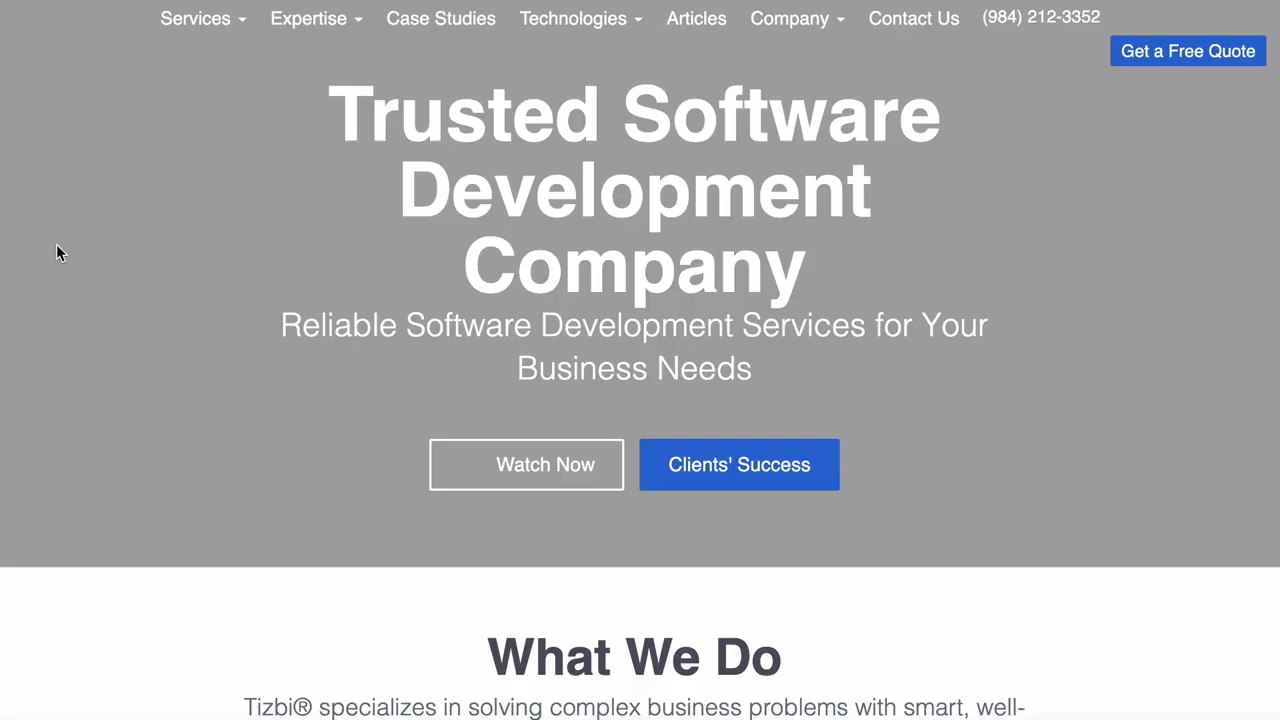 Services Expertise Case Studies Technologies Articles Company Contact Us (984) 212-3352
Get a Free Quote
Trusted Software
Development
Company
Reliable Software Development Services for Your
Business Needs
Watch Now Clients' Success
What We Do
Tizbi® specializes in solving complex business problems with smart, well-